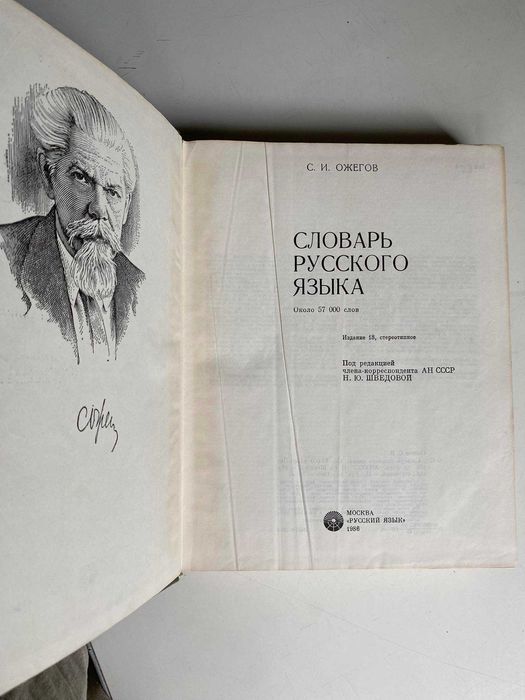 С. И. ОЖЕГОВ
СЛОВАРЬ
РУССКОГО
ЯЗЫКА
Около 57 000 слов
Издание 18, стереотипное
Под редакцией
члена-корреспондента АН СССР
Н. Ю. ШВЕДОВОЙ
МОСКВА
«РУССКИЙ ЯЗЫК»
1986